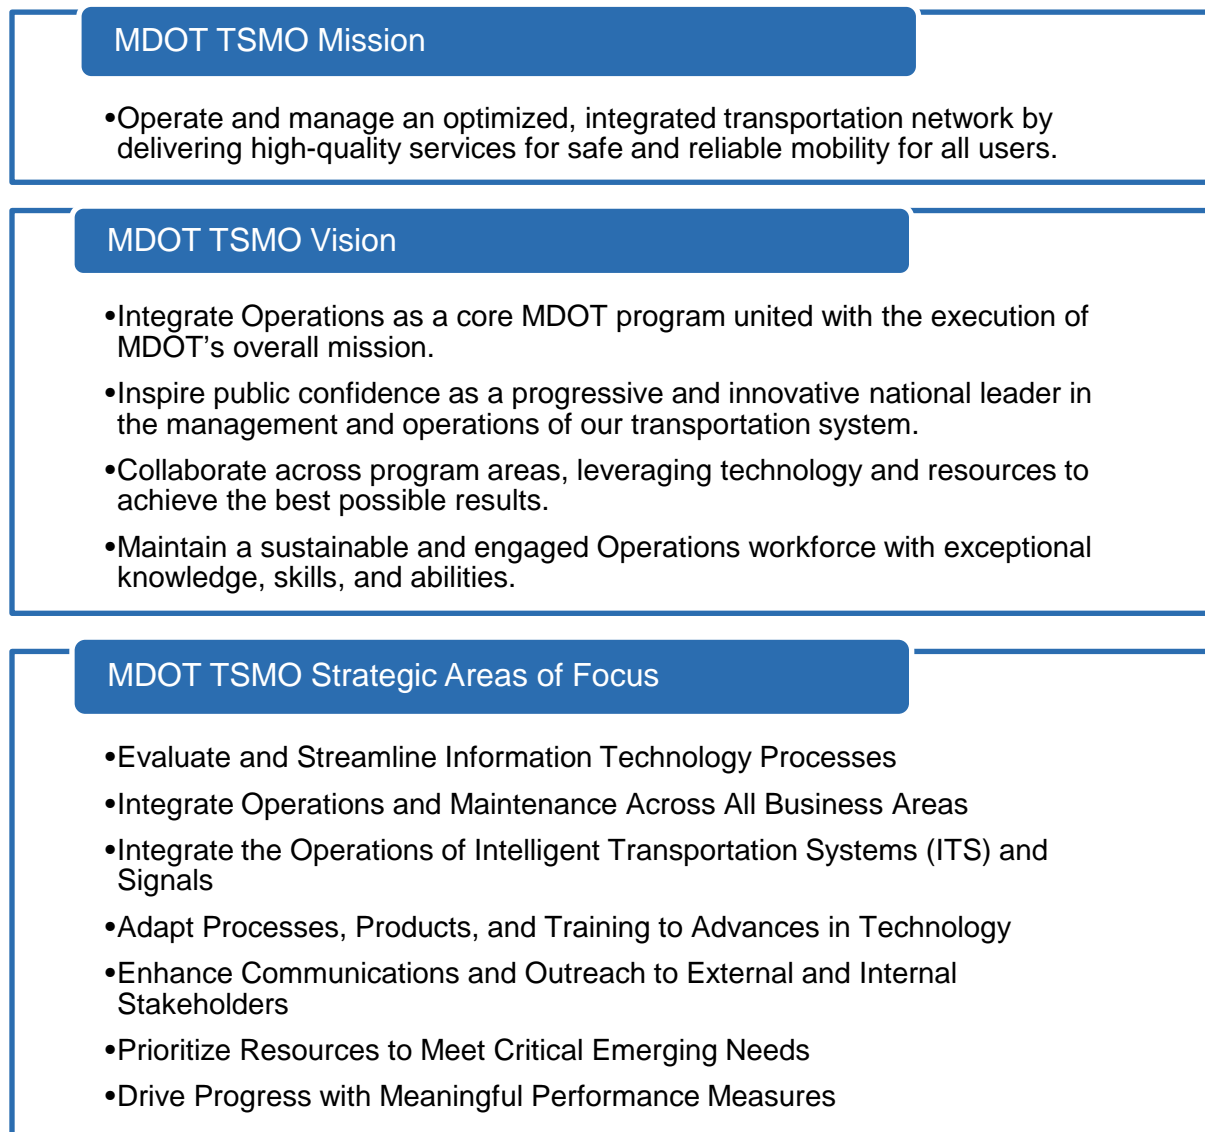 MDOT TSMO Mission
•Operate and manage an optimized, integrated transportation network by
delivering high-quality services for safe and reliable mobility for all users.
MDOT TSMO Vision
•Integrate Operations as a core MDOT program united with the execution of
MDOT’s overall mission.
•Inspire public confidence as a progressive and innovative national leader in
the management and operations of our transportation system.
•Collaborate across program areas, leveraging technology and resources to
achieve the best possible results.
•Maintain a sustainable and engaged Operations workforce with exceptional
knowledge, skills, and abilities.
MDOT TSMO Strategic Areas of Focus
•Evaluate and Streamline Information Technology Processes
•Integrate Operations and Maintenance Across All Business Areas
•Integrate the Operations of Intelligent Transportation Systems (ITS) and
Signals
•Adapt Processes, Products, and Training to Advances in Technology
•Enhance Communications and Outreach to External and Internal
Stakeholders
•Prioritize Resources to Meet Critical Emerging Needs
•Drive Progress with Meaningful Performance Measures